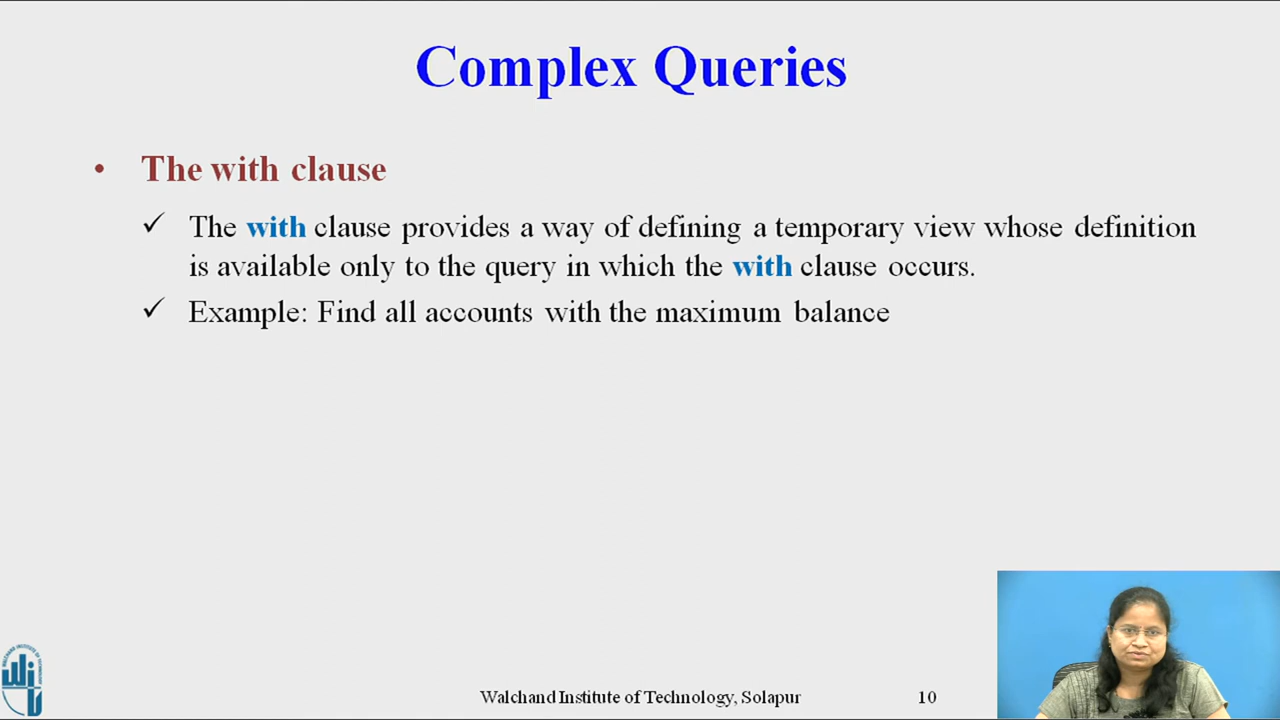 Complex Queries
• The with clause
✓ The with clause provides a way of defining a temporary view whose definition
is available only to the query in which the with clause occurs.
✓ Example: Find all accounts with the maximum balance
Walchand Institute of Technology, Solapur 10